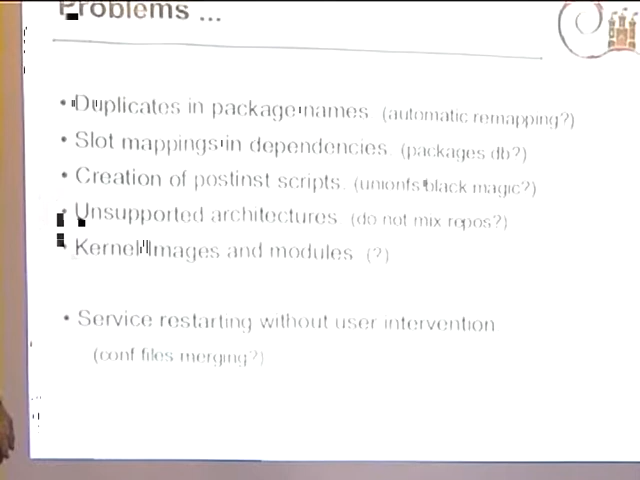 Problems ...
• Duplicates in package names (automatic remapping?)
• Slot mappings in dependencies (packages db?)
• Creation of postinst scripts. (unionfs black magic?)
• Unsupported architectures (do not mix repos?)
• Kernel Images and modules (?)
• Service restarting without user intervention
(conf files merging?)